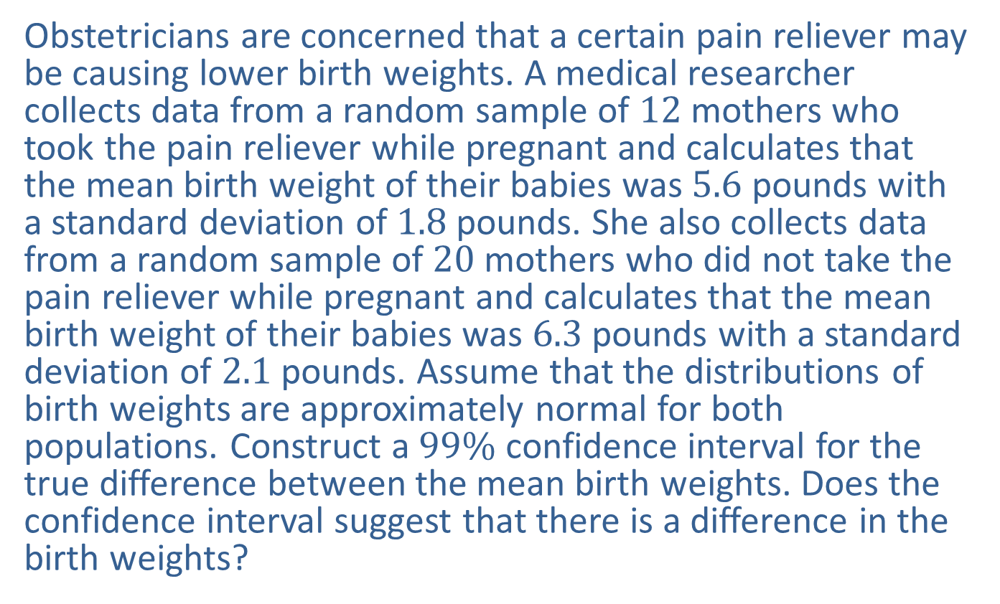 Obstetricians are concerned that a certain pain reliever may
be causing lower birth weights. A medical researcher
collects data from a random sample of 12 mothers who
took the pain reliever while pregnant and calculates that
the mean birth weight of their babies was 5.6 pounds with
a standard deviation of 1.8 pounds. She also collects data
from a random sample of 20 mothers who did not take the
pain reliever while pregnant and calculates that the mean
birth weight of their babies was 6.3 pounds with a standard
deviation of 2.1 pounds. Assume that the distributions of
birth weights are approximately normal for both
populations. Construct a 99% confidence interval for the
true difference between the mean birth weights. Does the
confidence interval suggest that there is a difference in the
birth weights?